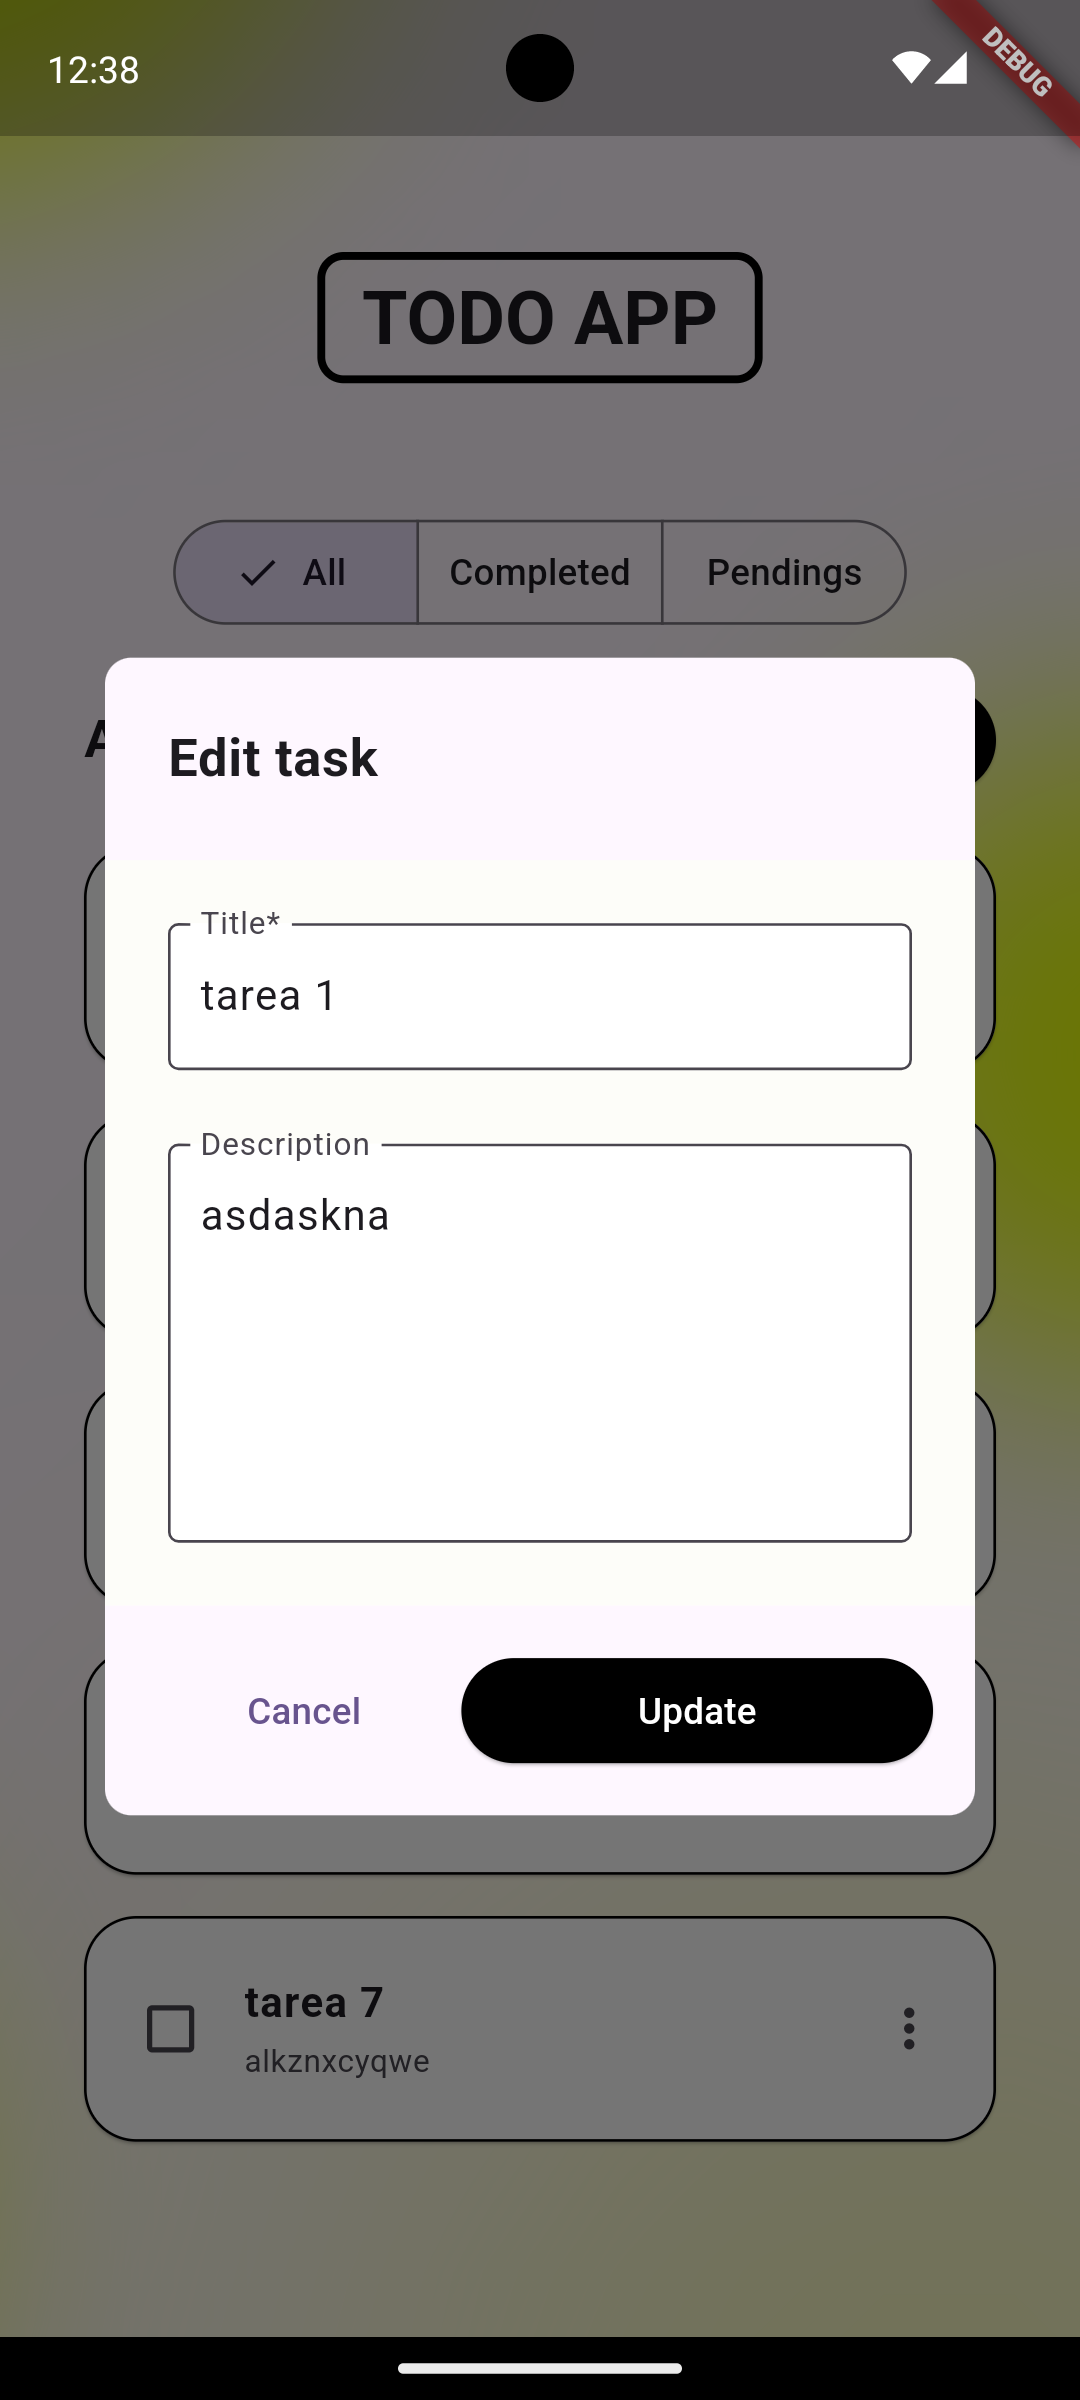 12:38
DEBUG
TODO APP
All
Completed
Pendings
Edit task
Title*
tarea 1
Description
asdaskna
Cancel
Update
tarea 7
alkznxcyqwe